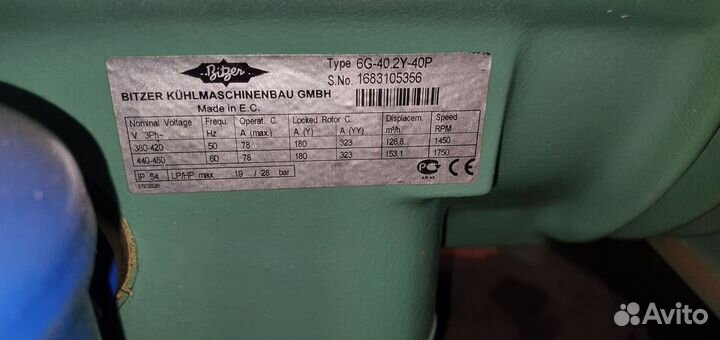 Bitzer
Type 6G-40.2Y-40P
S.No. 1683105356
BITZER KÜHLMASCHINENBAU GMBH
Made in E.C.
Nominal Voltage Frequ. Operat. C. Locked Rotor C. Displacem. Speed
V 3Ph~ Hz A (max.) A (Y) A (YY) m³/h RPM
380-420 50 78 180 323 126,8 1450
440-480 60 78 180 323 153,1 1750
IP 54 LP/HP max. 19 / 28 bar
CE
Avito